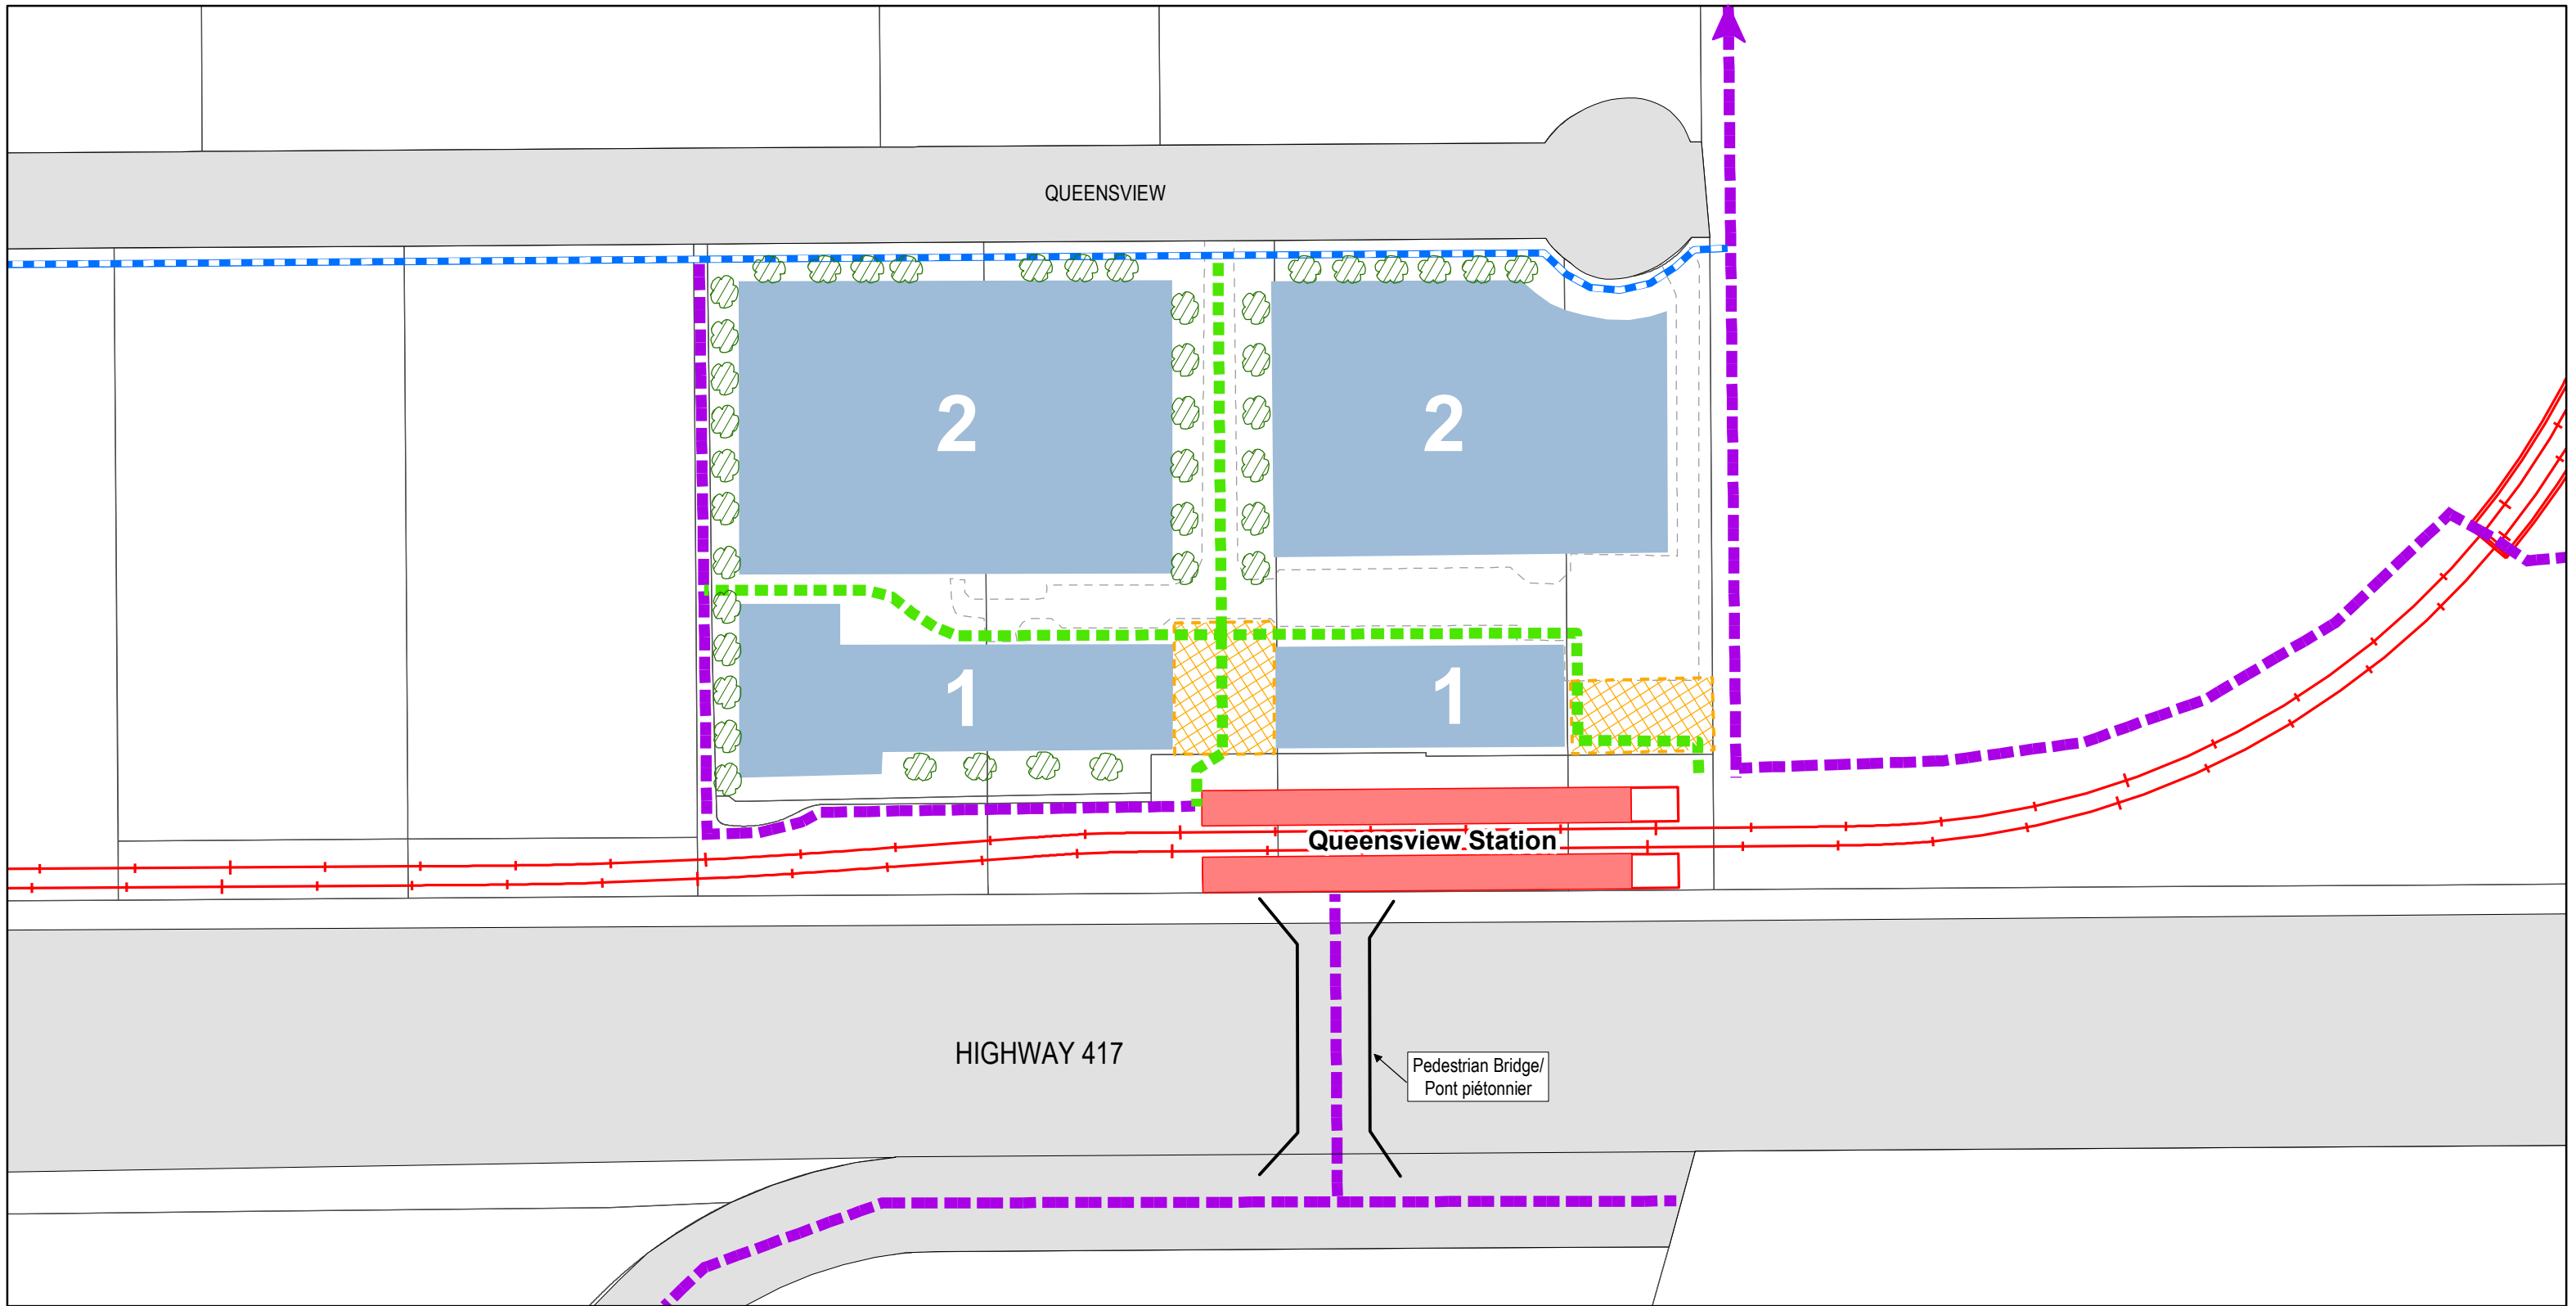 QUEENSVIEW
2
2
1
1
Queensview Station
HIGHWAY 417
Pedestrian Bridge/
Pont piétonnier